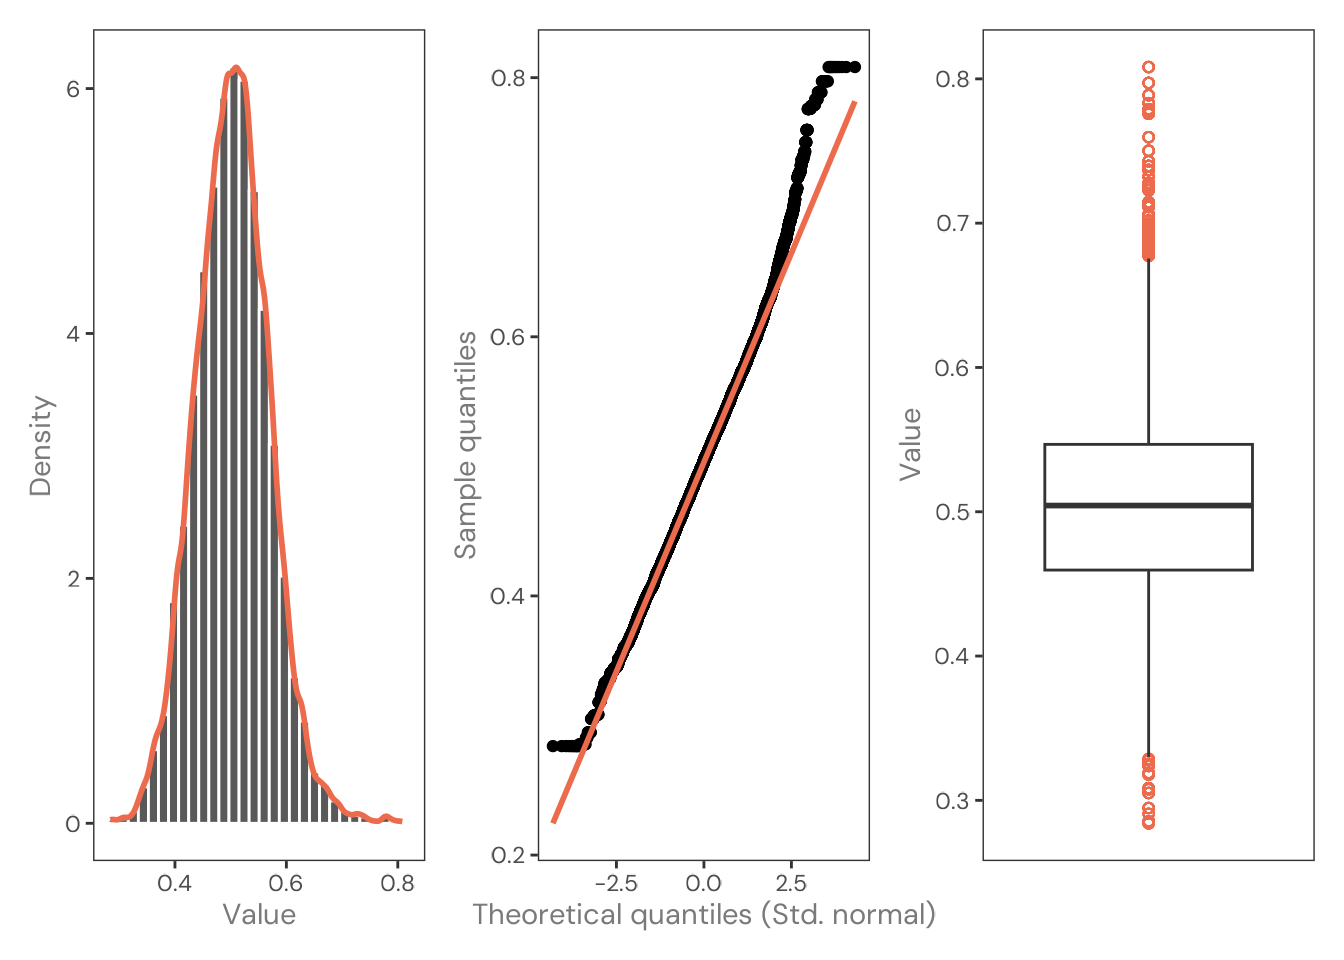 Density
6
4
2
0
0.4 0.6 0.8
Value
Sample quantiles
0.8
0.6
0.4
0.2
−2.5 0.0 2.5
Theoretical quantiles (Std. normal)
Value
0.8
0.7
0.6
0.5
0.4
0.3